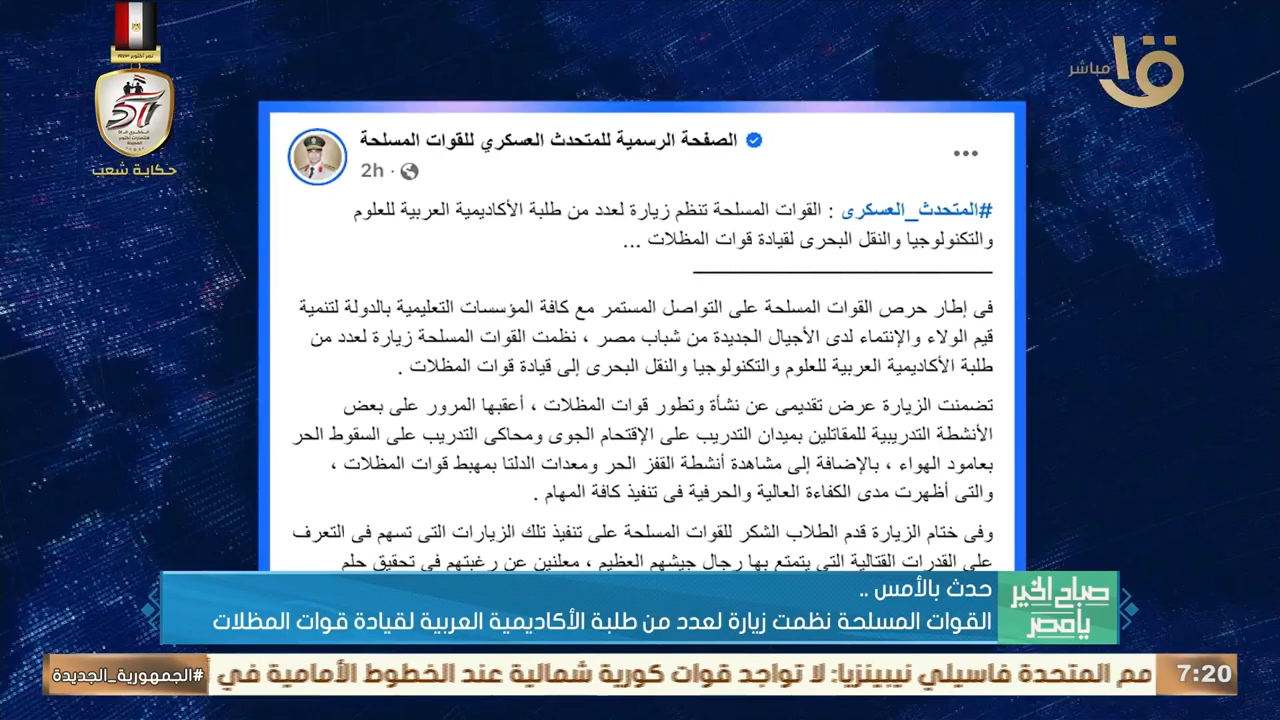 نصر أكتوبر ١٩٧٣
51
الذكرى الـ 51
لانتصارات أكتوبر
المجيدة
حكاية شعب
مباشر
الصفحة الرسمية للمتحدث العسكري للقوات المسلحة
2h ·
#المتحدث_العسكرى : القوات المسلحة تنظم زيارة لعدد من طلبة الأكاديمية العربية للعلوم
والتكنولوجيا والنقل البحرى لقيادة قوات المظلات ...
فى إطار حرص القوات المسلحة على التواصل المستمر مع كافة المؤسسات التعليمية بالدولة لتنمية
قيم الولاء والإنتماء لدى الأجيال الجديدة من شباب مصر ، نظمت القوات المسلحة زيارة لعدد من
طلبة الأكاديمية العربية للعلوم والتكنولوجيا والنقل البحرى إلى قيادة قوات المظلات .
تضمنت الزيارة عرض تقديمى عن نشأة وتطور قوات المظلات ، أعقبها المرور على بعض
الأنشطة التدريبية للمقاتلين بميدان التدريب على الإقتحام الجوى ومحاكى التدريب على السقوط الحر
بعامود الهواء ، بالإضافة إلى مشاهدة أنشطة القفز الحر ومعدات الدلتا بمهبط قوات المظلات ،
والتى أظهرت مدى الكفاءة العالية والحرفية فى تنفيذ كافة المهام .
وفى ختام الزيارة قدم الطلاب الشكر للقوات المسلحة على تنفيذ تلك الزيارات التى تسهم فى التعرف
على القدرات القتالية التى يتمتع بها رجال جيشهم العظيم ، معلنين عن رغبتهم فى تحقيق حلم
صباح الخير
يا مصر
حدث بالأمس ..
القوات المسلحة نظمت زيارة لعدد من طلبة الأكاديمية العربية لقيادة قوات المظلات
7:20
مم المتحدة فاسيلي نيبينزيا: لا تواجد قوات كورية شمالية عند الخطوط الأمامية في
#الجمهورية_الجديدة